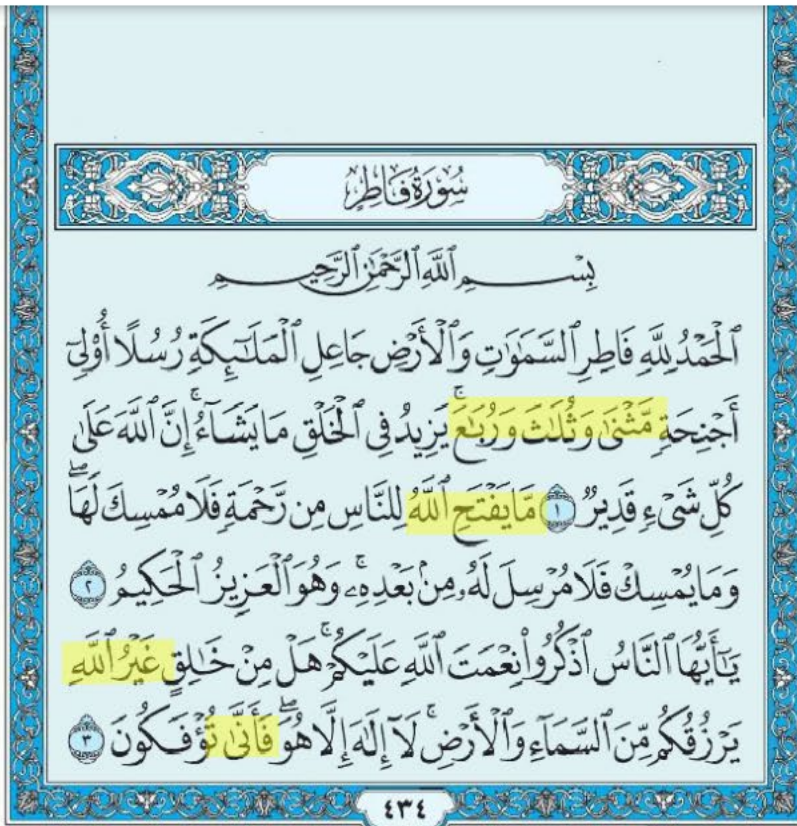 سُورَةُ فَاطِرٍ
بِسْمِ ٱللَّهِ ٱلرَّحْمَٰنِ ٱلرَّحِيمِ
ٱلْحَمْدُ لِلَّهِ فَاطِرِ ٱلسَّمَٰوَٰتِ وَٱلْأَرْضِ جَاعِلِ ٱلْمَلَٰٓئِكَةِ رُسُلًا أُو۟لِىٓ
أَجْنِحَةٍ مَّثْنَىٰ وَثُلَٰثَ وَرُبَٰعَ ۚ يَزِيدُ فِى ٱلْخَلْقِ مَا يَشَآءُ ۚ إِنَّ ٱللَّهَ عَلَىٰ
كُلِّ شَىْءٍ قَدِيرٌ ١ مَّا يَفْتَحِ ٱللَّهُ لِلنَّاسِ مِن رَّحْمَةٍ فَلَا مُمْسِكَ لَهَا ۖ
وَمَا يُمْسِكْ فَلَا مُرْسِلَ لَهُۥ مِنۢ بَعْدِهِۦ ۚ وَهُوَ ٱلْعَزِيزُ ٱلْحَكِيمُ ٢
يَٰٓأَيُّهَا ٱلنَّاسُ ٱذْكُرُوا۟ نِعْمَتَ ٱللَّهِ عَلَيْكُمْ ۚ هَلْ مِنْ خَٰلِقٍ غَيْرُ ٱللَّهِ
يَرْزُقُكُم مِّنَ ٱلسَّمَآءِ وَٱلْأَرْضِ ۚ لَآ إِلَٰهَ إِلَّا هُوَ ۖ فَأَنَّىٰ تُؤْفَكُونَ ٣
٤٣٤